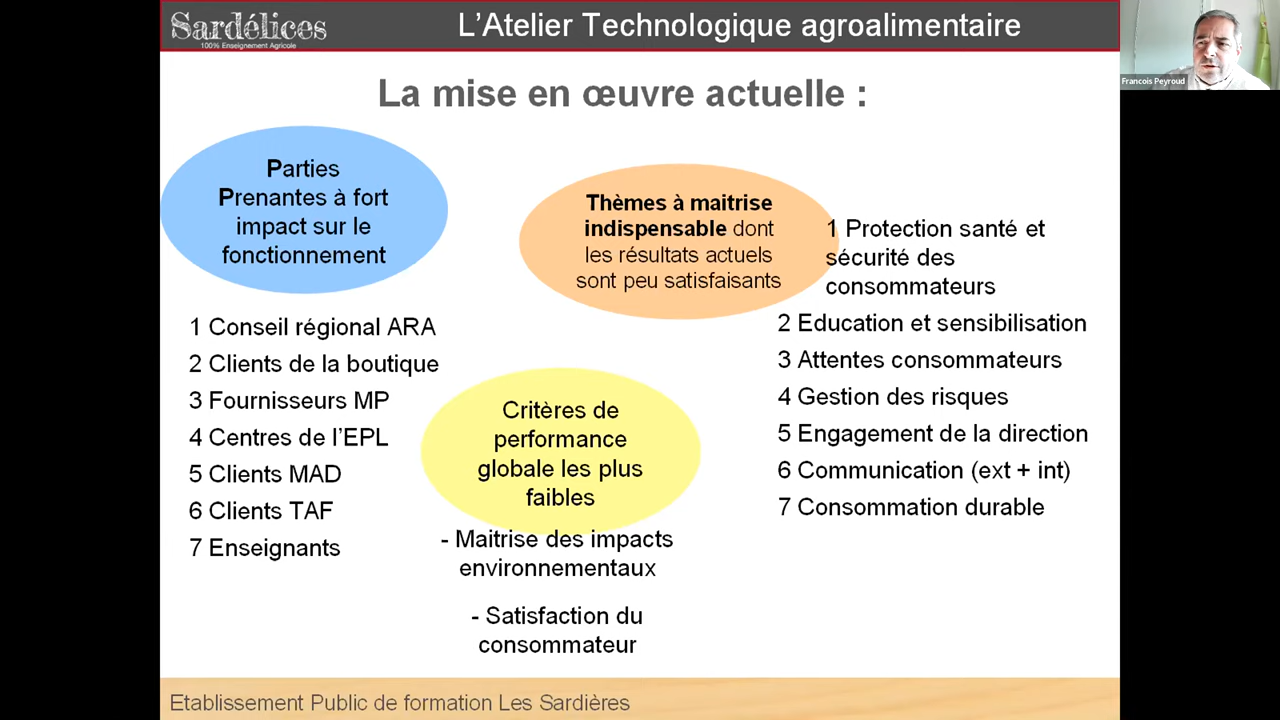 Sardélices
100% Enseignement Agricole
L'Atelier Technologique agroalimentaire
Francois Peyroud
La mise en œuvre actuelle :
Parties
Prenantes à fort
impact sur le
fonctionnement
1 Conseil régional ARA
2 Clients de la boutique
3 Fournisseurs MP
4 Centres de l'EPL
5 Clients MAD
6 Clients TAF
7 Enseignants
Thèmes à maitrise
indispensable dont
les résultats actuels
sont peu satisfaisants
1 Protection santé et
sécurité des
consommateurs
2 Education et sensibilisation
3 Attentes consommateurs
4 Gestion des risques
5 Engagement de la direction
6 Communication (ext + int)
7 Consommation durable
Critères de
performance
globale les plus
faibles
- Maitrise des impacts
environnementaux
- Satisfaction du
consommateur
Etablissement Public de formation Les Sardières